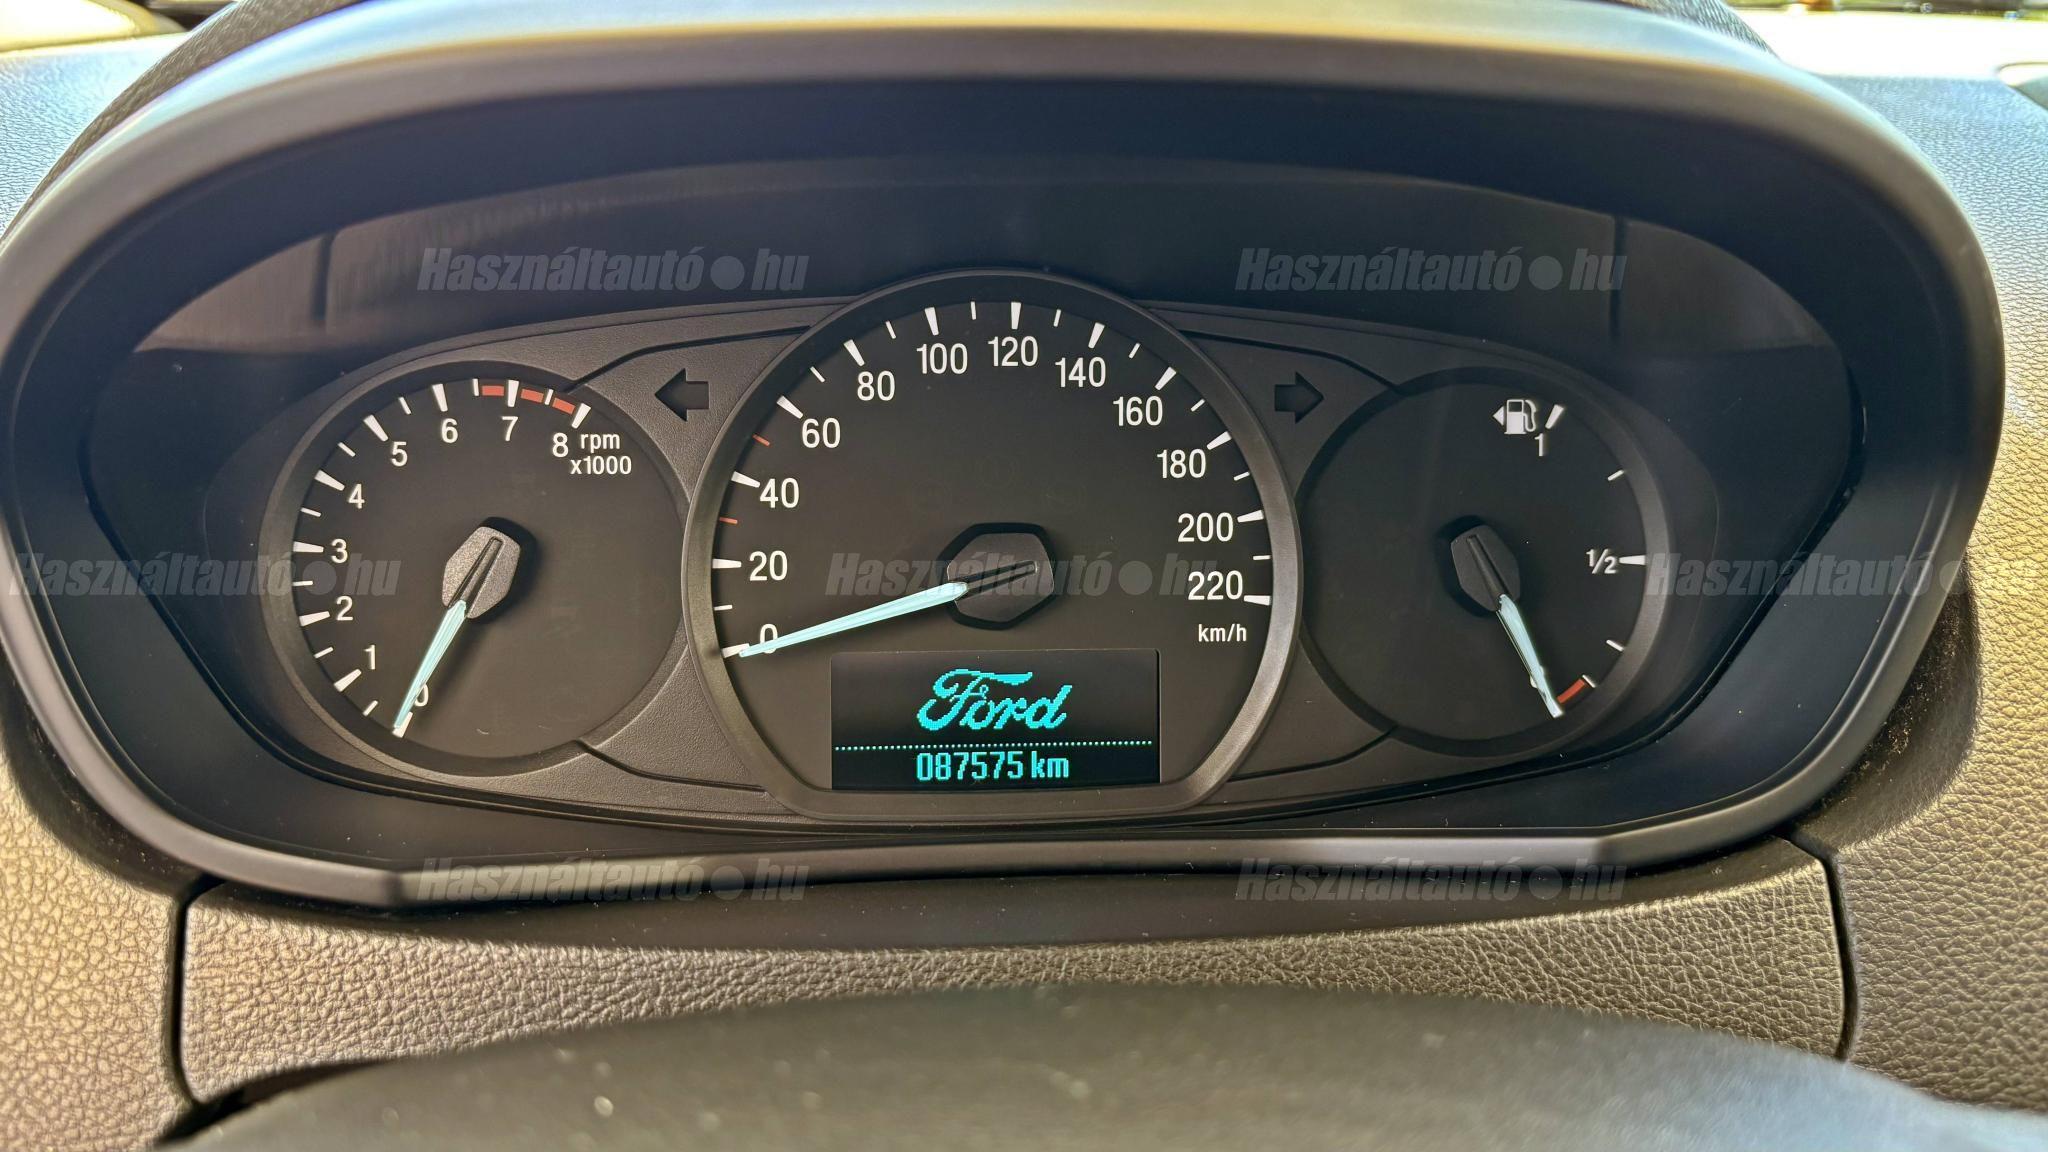 Használtautó●hu Használtautó●hu
1 2 3 4 5 6 7 8 rpm
x1000
0 20 40 60 80 100 120 140 160 180 200 220
km/h
1
1/2
Használtautó●hu Használtautó●hu Használtautó●hu
Ford
087575 km
Használtautó●hu Használtautó●hu